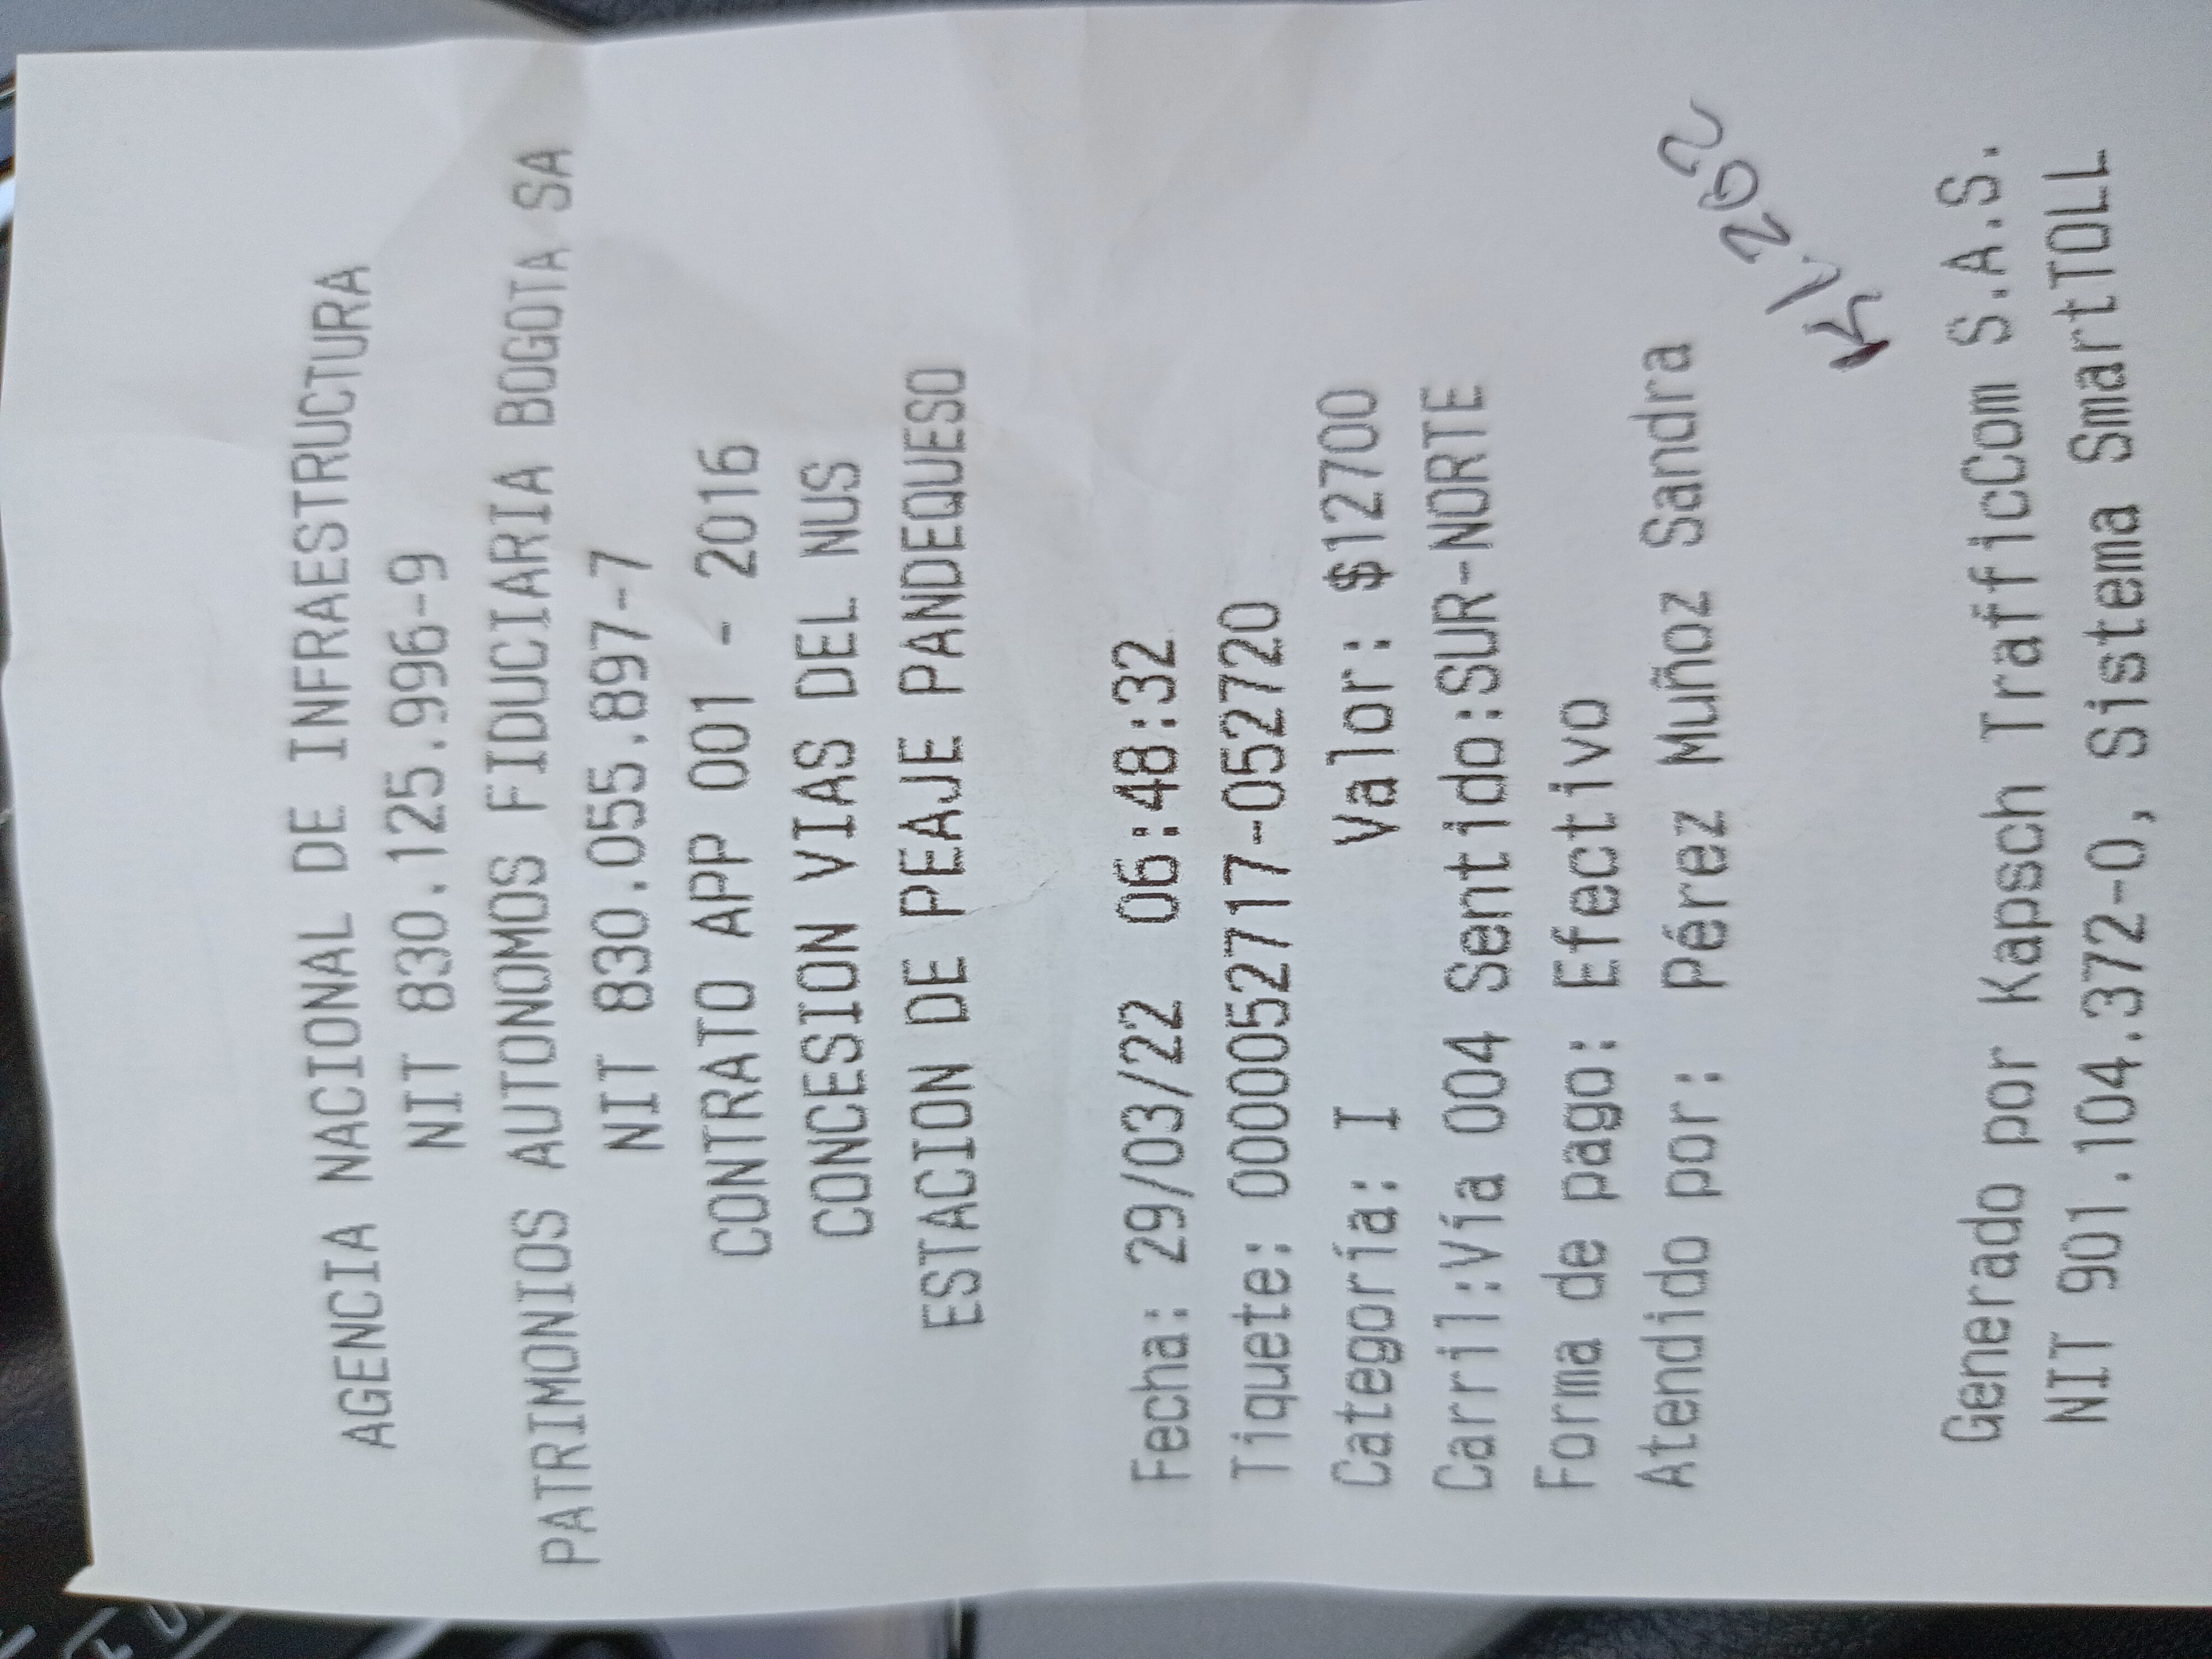 AGENCIA NACIONAL DE INFRAESTRUCTURA
NIT 830.125.996-9
PATRIMONIOS AUTONOMOS FIDUCIARIA BOGOTA SA
NIT 830.055.897-7
CONTRATO APP 001 - 2016
CONCESION VIAS DEL NUS
ESTACION DE PEAJE PANDEQUESO
Fecha: 29/03/22 06:48:32
Tiquete: 0000052717-052720
Categoría: I Valor: $12700
Carril:Vía 004 Sentido:SUR-NORTE
Forma de pago: Efectivo
Atendido por: Pérez Muñoz Sandra
Generado por Kapsch TrafficCom S.A.S.
NIT 901.104.372-0, Sistema SmartTOLL